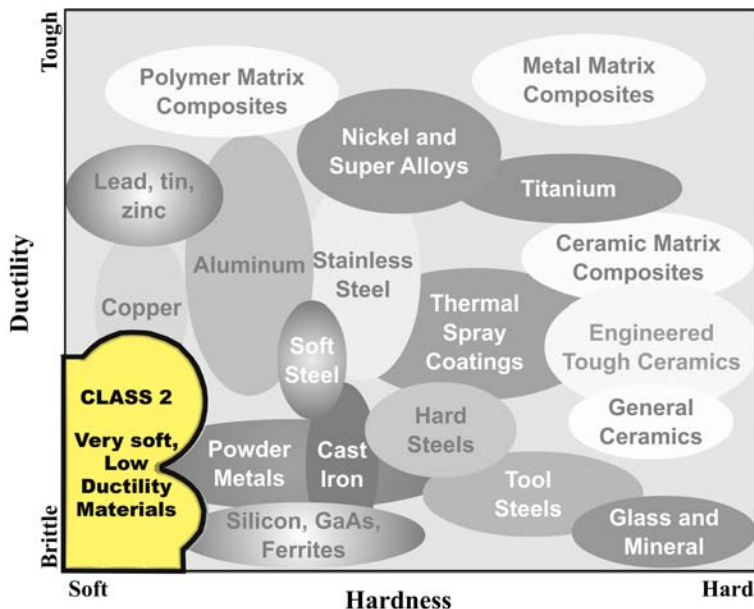 Tough
Polymer Matrix
Composites
Metal Matrix
Composites
Nickel and
Super Alloys
Lead, tin,
zinc
Titanium
Ductility
Aluminum
Stainless
Steel
Ceramic Matrix
Composites
Copper
Thermal
Spray
Coatings
Engineered
Tough Ceramics
Soft
Steel
CLASS 2
Very soft,
Low
Ductility
Materials
Hard
Steels
General
Ceramics
Powder
Metals
Cast
Iron
Tool
Steels
Silicon, GaAs,
Ferrites
Glass and
Mineral
Brittle
Soft
Hardness
Hard